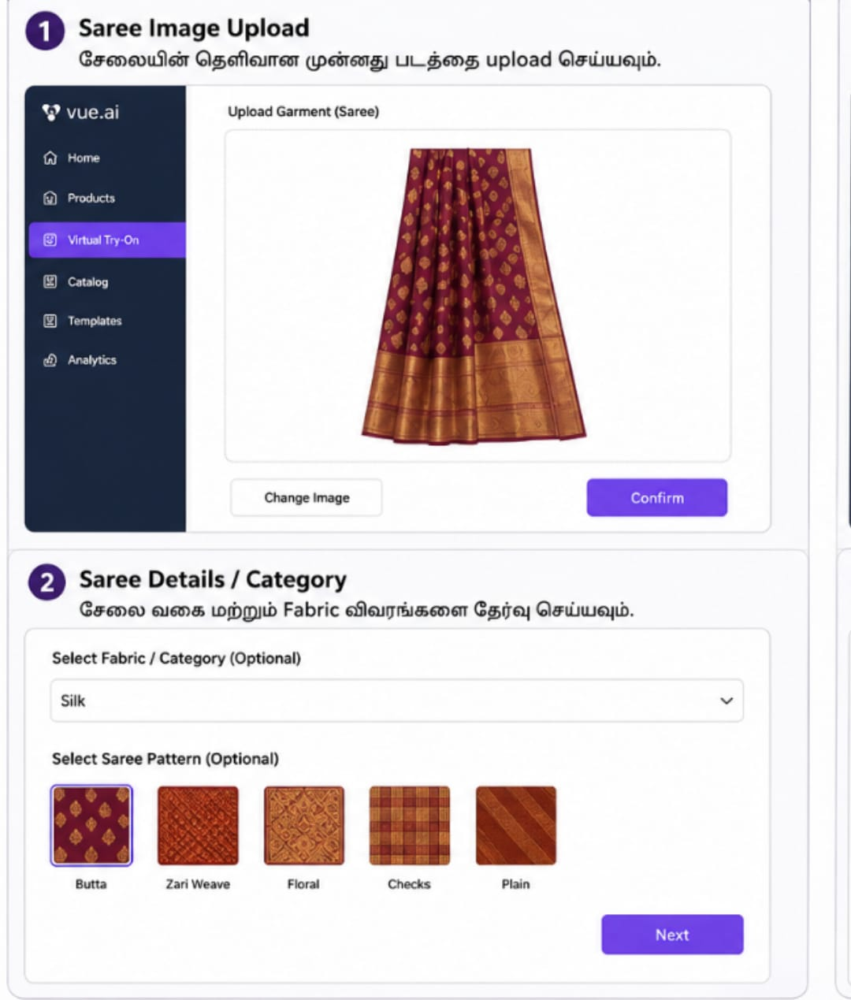 1 Saree Image Upload
சேலையின் தெளிவான முன்னது படத்தை upload செய்யவும்.
vue.ai
Home
Products
Virtual Try-On
Catalog
Templates
Analytics
Upload Garment (Saree)
Change Image
Confirm
2 Saree Details / Category
சேலை வகை மற்றும் Fabric விவரங்களை தேர்வு செய்யவும்.
Select Fabric / Category (Optional)
Silk
Select Saree Pattern (Optional)
Butta
Zari Weave
Floral
Checks
Plain
Next